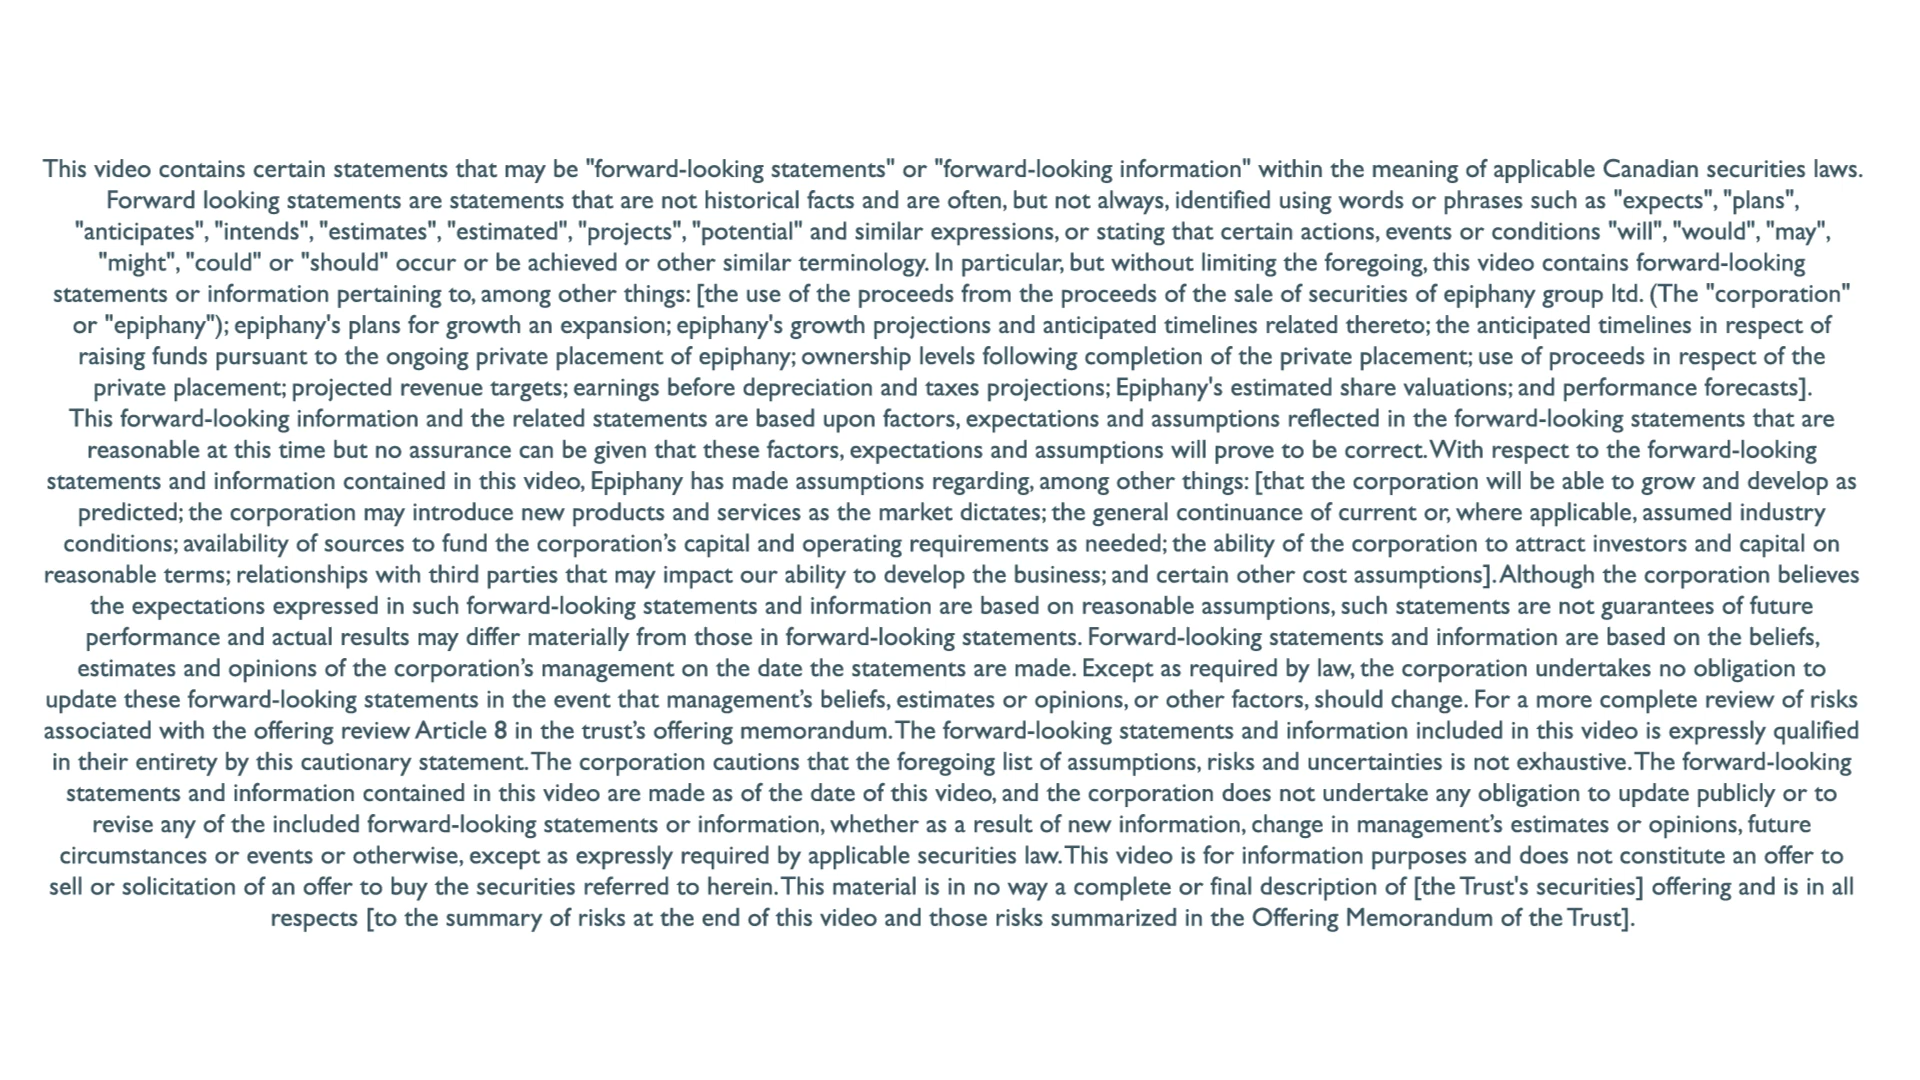 This video contains certain statements that may be "forward-looking statements" or "forward-looking information" within the meaning of applicable Canadian securities laws.
Forward looking statements are statements that are not historical facts and are often, but not always, identified using words or phrases such as "expects", "plans",
"anticipates", "intends", "estimates", "estimated", "projects", "potential" and similar expressions, or stating that certain actions, events or conditions "will", "would", "may",
"might", "could" or "should" occur or be achieved or other similar terminology. In particular, but without limiting the foregoing, this video contains forward-looking
statements or information pertaining to, among other things: [the use of the proceeds from the proceeds of the sale of securities of epiphany group ltd. (The "corporation"
or "epiphany"); epiphany's plans for growth an expansion; epiphany's growth projections and anticipated timelines related thereto; the anticipated timelines in respect of
raising funds pursuant to the ongoing private placement of epiphany; ownership levels following completion of the private placement; use of proceeds in respect of the
private placement; projected revenue targets; earnings before depreciation and taxes projections; Epiphany's estimated share valuations; and performance forecasts].
This forward-looking information and the related statements are based upon factors, expectations and assumptions reflected in the forward-looking statements that are
reasonable at this time but no assurance can be given that these factors, expectations and assumptions will prove to be correct. With respect to the forward-looking
statements and information contained in this video, Epiphany has made assumptions regarding, among other things: [that the corporation will be able to grow and develop as
predicted; the corporation may introduce new products and services as the market dictates; the general continuance of current or, where applicable, assumed industry
conditions; availability of sources to fund the corporation’s capital and operating requirements as needed; the ability of the corporation to attract investors and capital on
reasonable terms; relationships with third parties that may impact our ability to develop the business; and certain other cost assumptions]. Although the corporation believes
the expectations expressed in such forward-looking statements and information are based on reasonable assumptions, such statements are not guarantees of future
performance and actual results may differ materially from those in forward-looking statements. Forward-looking statements and information are based on the beliefs,
estimates and opinions of the corporation’s management on the date the statements are made. Except as required by law, the corporation undertakes no obligation to
update these forward-looking statements in the event that management’s beliefs, estimates or opinions, or other factors, should change. For a more complete review of risks
associated with the offering review Article 8 in the trust’s offering memorandum. The forward-looking statements and information included in this video is expressly qualified
in their entirety by this cautionary statement. The corporation cautions that the foregoing list of assumptions, risks and uncertainties is not exhaustive. The forward-looking
statements and information contained in this video are made as of the date of this video, and the corporation does not undertake any obligation to update publicly or to
revise any of the included forward-looking statements or information, whether as a result of new information, change in management’s estimates or opinions, future
circumstances or events or otherwise, except as expressly required by applicable securities law. This video is for information purposes and does not constitute an offer to
sell or solicitation of an offer to buy the securities referred to herein. This material is in no way a complete or final description of [the Trust's securities] offering and is in all
respects [to the summary of risks at the end of this video and those risks summarized in the Offering Memorandum of the Trust].